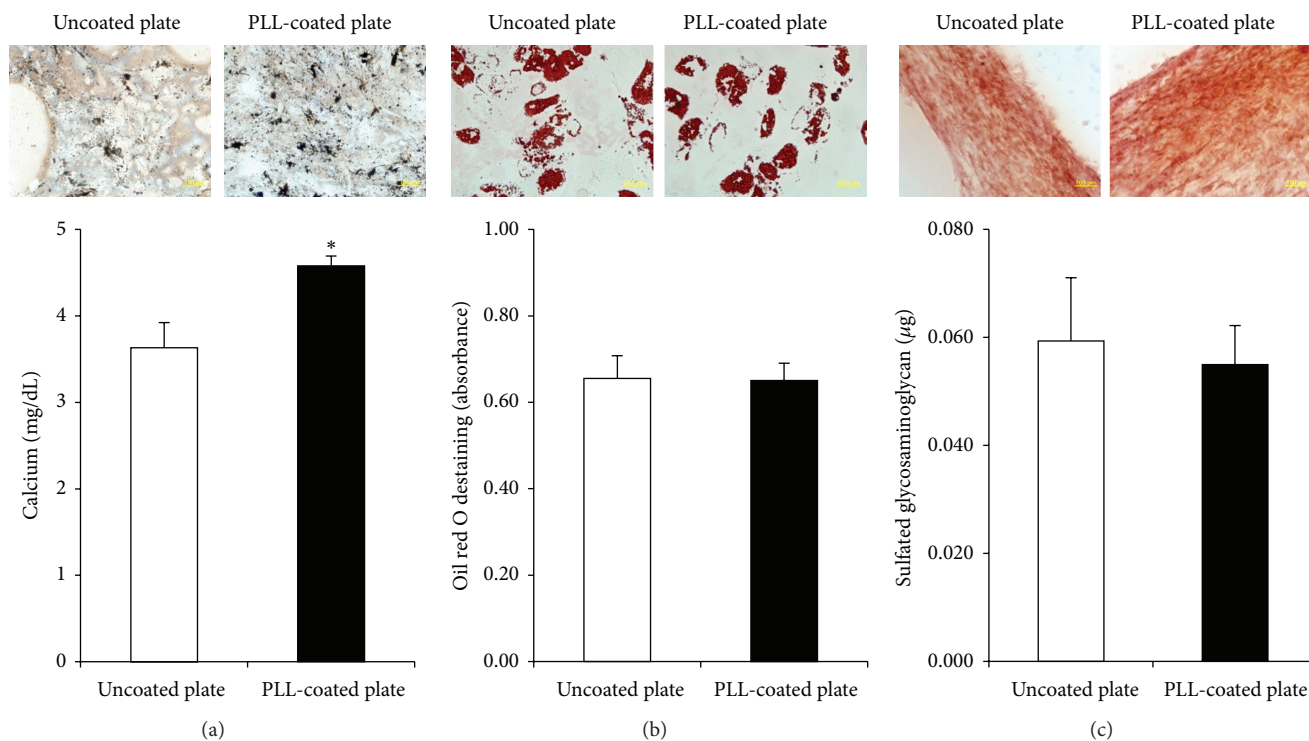 Uncoated plate PLL-coated plate
Uncoated plate PLL-coated plate
Uncoated plate PLL-coated plate
5
4
3
2
1
0
Calcium (mg/dL)
*
Uncoated plate PLL-coated plate
(a)
1.00
0.80
0.60
0.40
0.20
0.00
Oil red O destaining (absorbance)
Uncoated plate PLL-coated plate
(b)
0.080
0.060
0.040
0.020
0.000
Sulfated glycosaminoglycan (μg)
Uncoated plate PLL-coated plate
(c)